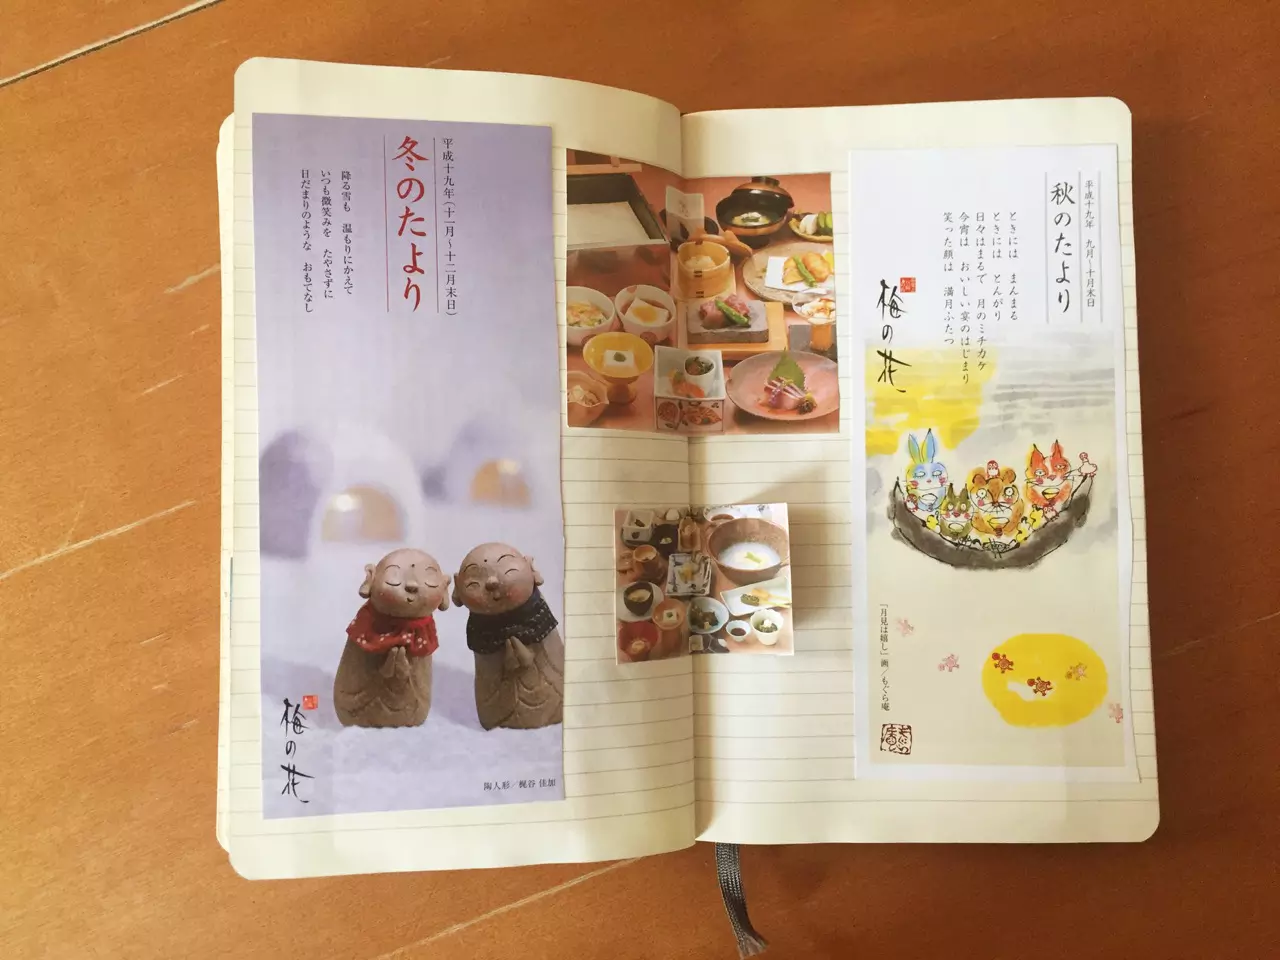 平成十九年(十一月〜十二月末日)
冬のたより
降る雪も　温もりにかえて
いつも微笑みを　たやさずに
日だまりのような　おもてなし
梅の花
陶人形／梶谷 佳加
平成十九年　九月〜十月末日
秋のたより
ときには　まんまる
ときには　とんがり
日々はまるで　月のミチカケ
今宵は　おいしい宴のはじまり
笑った顔は　満月ふたつ
梅の花
「月見は嬉し」画／もぐら庵